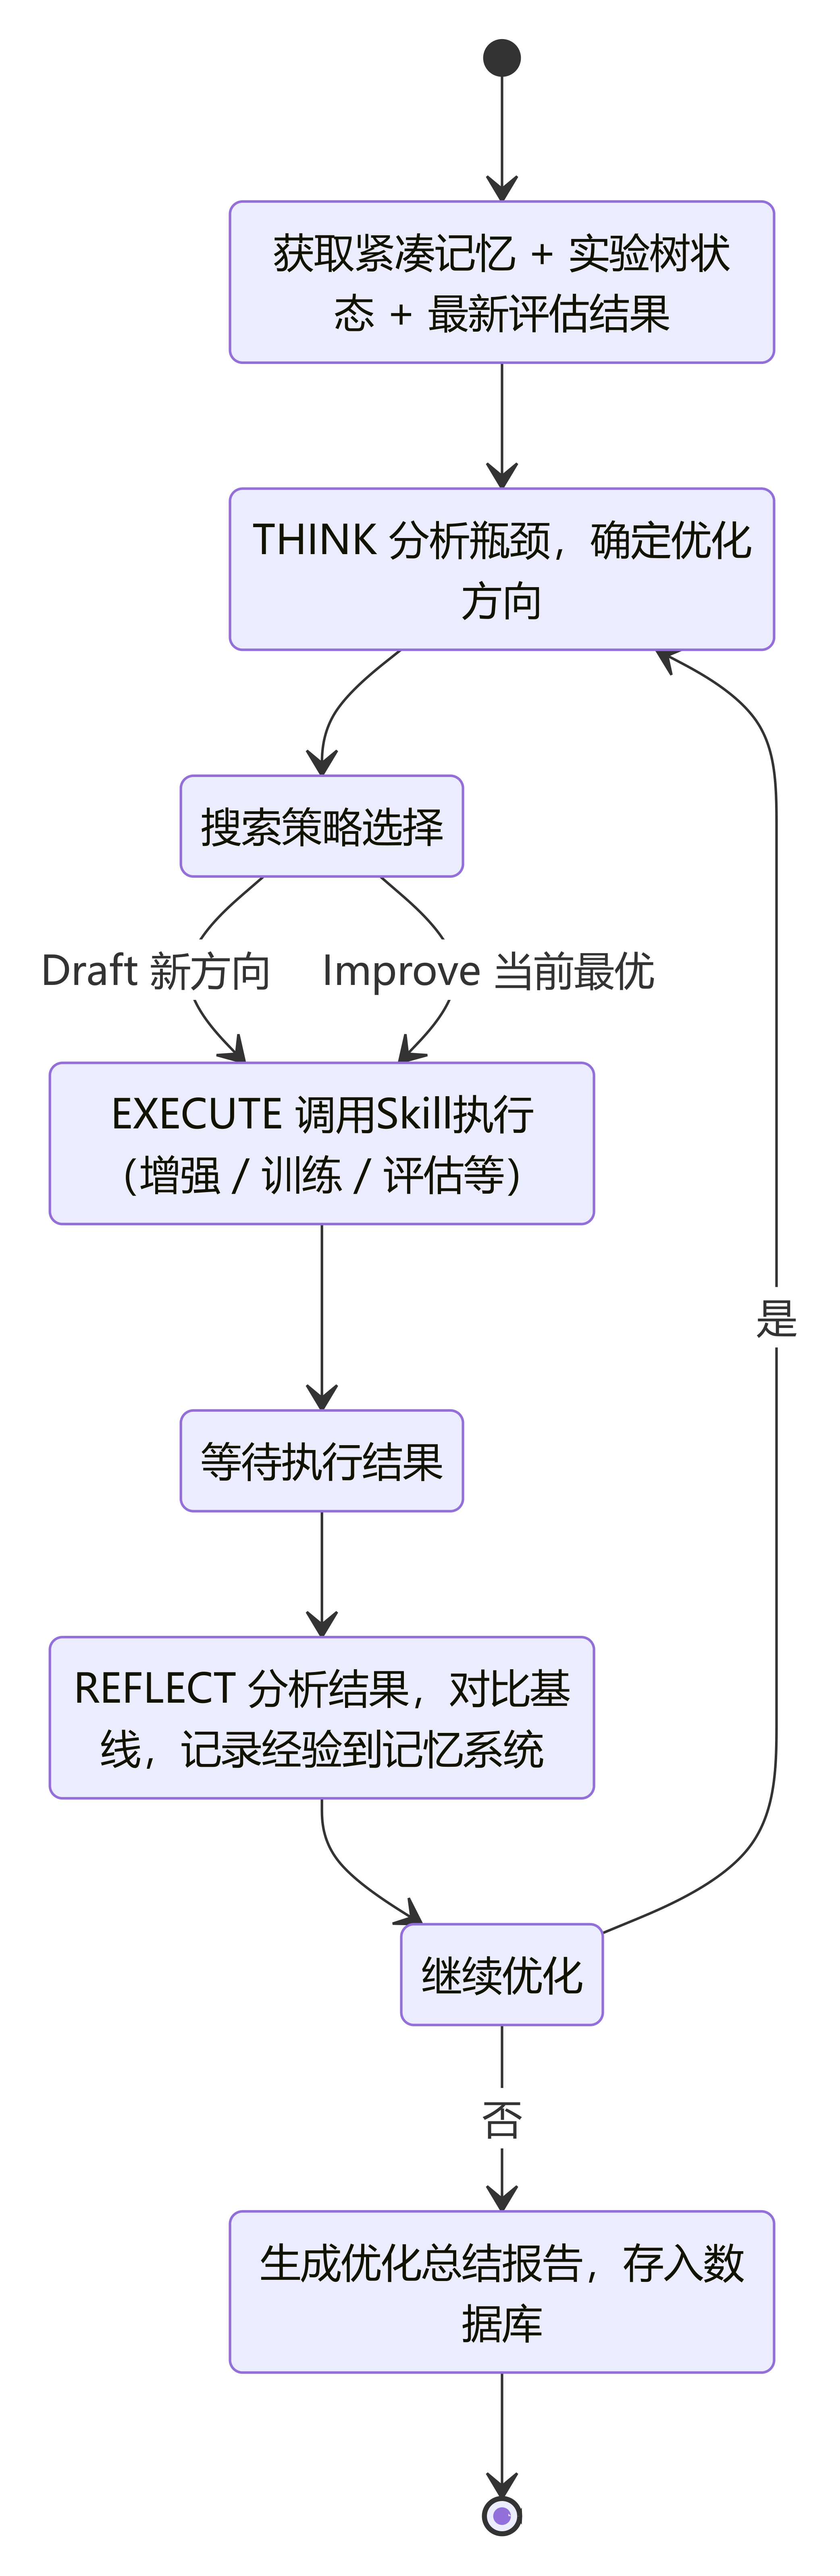 获取紧凑记忆 + 实验树状
态 + 最新评估结果
THINK 分析瓶颈，确定优化
方向
搜索策略选择
Draft 新方向
Improve 当前最优
EXECUTE 调用Skill执行
（增强 / 训练 / 评估等）
等待执行结果
REFLECT 分析结果，对比基
线，记录经验到记忆系统
继续优化
是
否
生成优化总结报告，存入数
据库